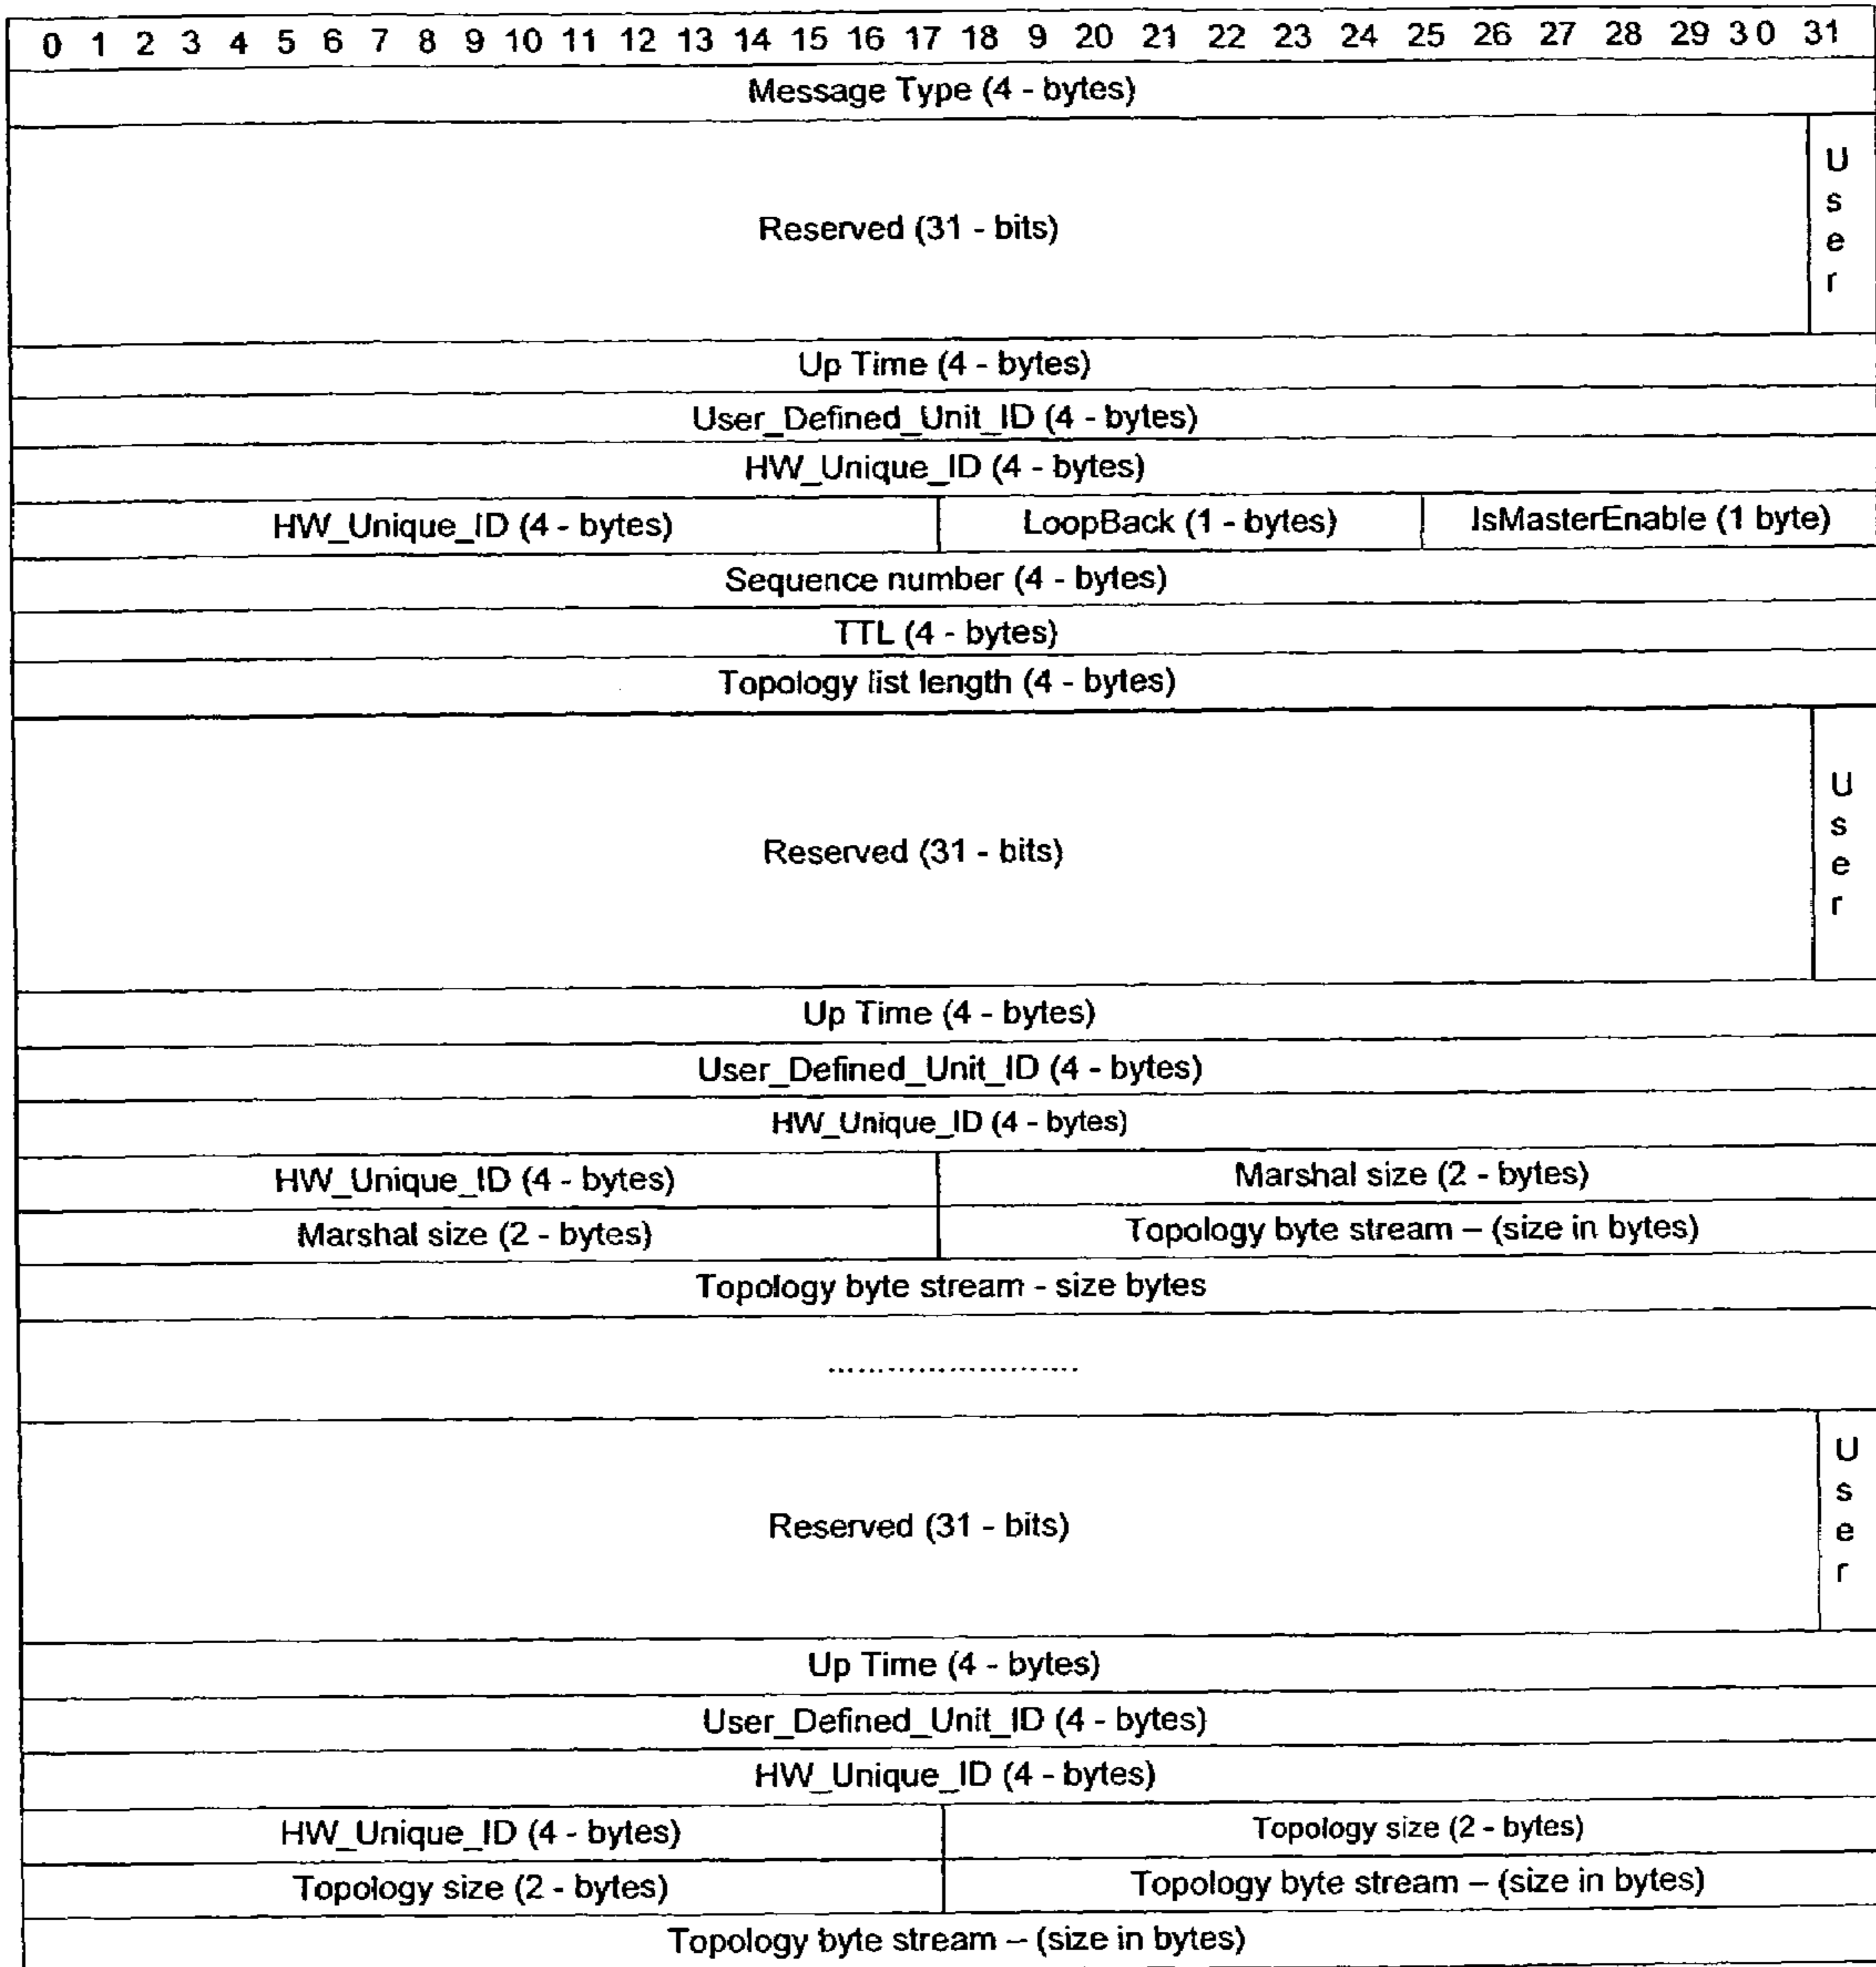 0 1 2 3 4 5 6 7 8 9 10 11 12 13 14 15 16 17 18 9 20 21 22 23 24 25 26 27 28 29 30 31
Message Type (4 - bytes)
Reserved (31 - bits) User
Up Time (4 - bytes)
User_Defined_Unit_ID (4 - bytes)
HW_Unique_ID (4 - bytes)
HW_Unique_ID (4 - bytes) LoopBack (1 - bytes) IsMasterEnable (1 byte)
Sequence number (4 - bytes)
TTL (4 - bytes)
Topology list length (4 - bytes)
Reserved (31 - bits) User
Up Time (4 - bytes)
User_Defined_Unit_ID (4 - bytes)
HW_Unique_ID (4 - bytes)
HW_Unique_ID (4 - bytes) Marshal size (2 - bytes)
Marshal size (2 - bytes) Topology byte stream – (size in bytes)
Topology byte stream - size bytes
..........................
Reserved (31 - bits) User
Up Time (4 - bytes)
User_Defined_Unit_ID (4 - bytes)
HW_Unique_ID (4 - bytes)
HW_Unique_ID (4 - bytes) Topology size (2 - bytes)
Topology size (2 - bytes) Topology byte stream – (size in bytes)
Topology byte stream – (size in bytes)